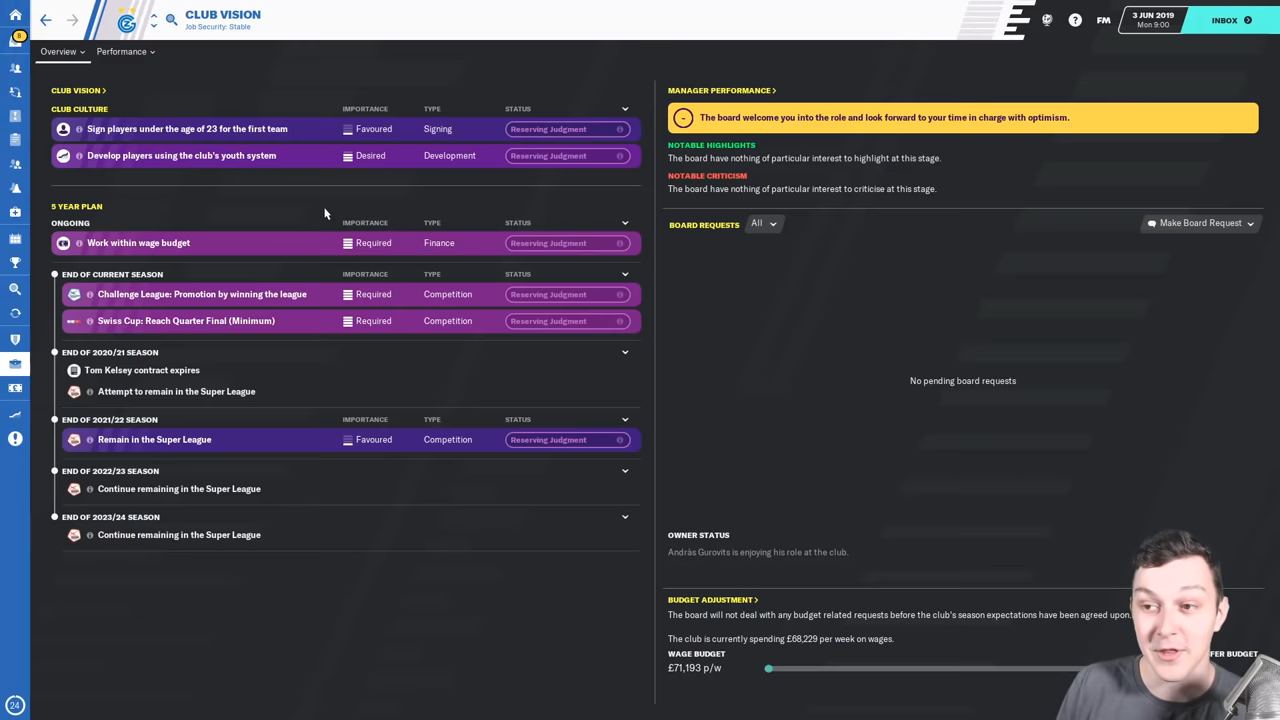 CLUB VISION
Job Security: Stable
3 JUN 2019
Mon 9:00
INBOX
FM
8
Overview
Performance
CLUB VISION >
CLUB CULTURE IMPORTANCE TYPE STATUS
Sign players under the age of 23 for the first team Favoured Signing Reserving Judgment
Develop players using the club's youth system Desired Development Reserving Judgment
5 YEAR PLAN
ONGOING IMPORTANCE TYPE STATUS
Work within wage budget Required Finance Reserving Judgment
END OF CURRENT SEASON IMPORTANCE TYPE STATUS
Challenge League: Promotion by winning the league Required Competition Reserving Judgment
Swiss Cup: Reach Quarter Final (Minimum) Required Competition Reserving Judgment
END OF 2020/21 SEASON
Tom Kelsey contract expires
Attempt to remain in the Super League
END OF 2021/22 SEASON IMPORTANCE TYPE STATUS
Remain in the Super League Favoured Competition Reserving Judgment
END OF 2022/23 SEASON
Continue remaining in the Super League
END OF 2023/24 SEASON
Continue remaining in the Super League
24
MANAGER PERFORMANCE >
- The board welcome you into the role and look forward to your time in charge with optimism.
NOTABLE HIGHLIGHTS
The board have nothing of particular interest to highlight at this stage.
NOTABLE CRITICISM
The board have nothing of particular interest to criticise at this stage.
BOARD REQUESTS All Make Board Request
No pending board requests
OWNER STATUS
Andràs Gurovits is enjoying his role at the club.
BUDGET ADJUSTMENT >
The board will not deal with any budget related requests before the club's season expectations have been agreed upon.
The club is currently spending £68,229 per week on wages.
WAGE BUDGET FER BUDGET
£71,193 p/w